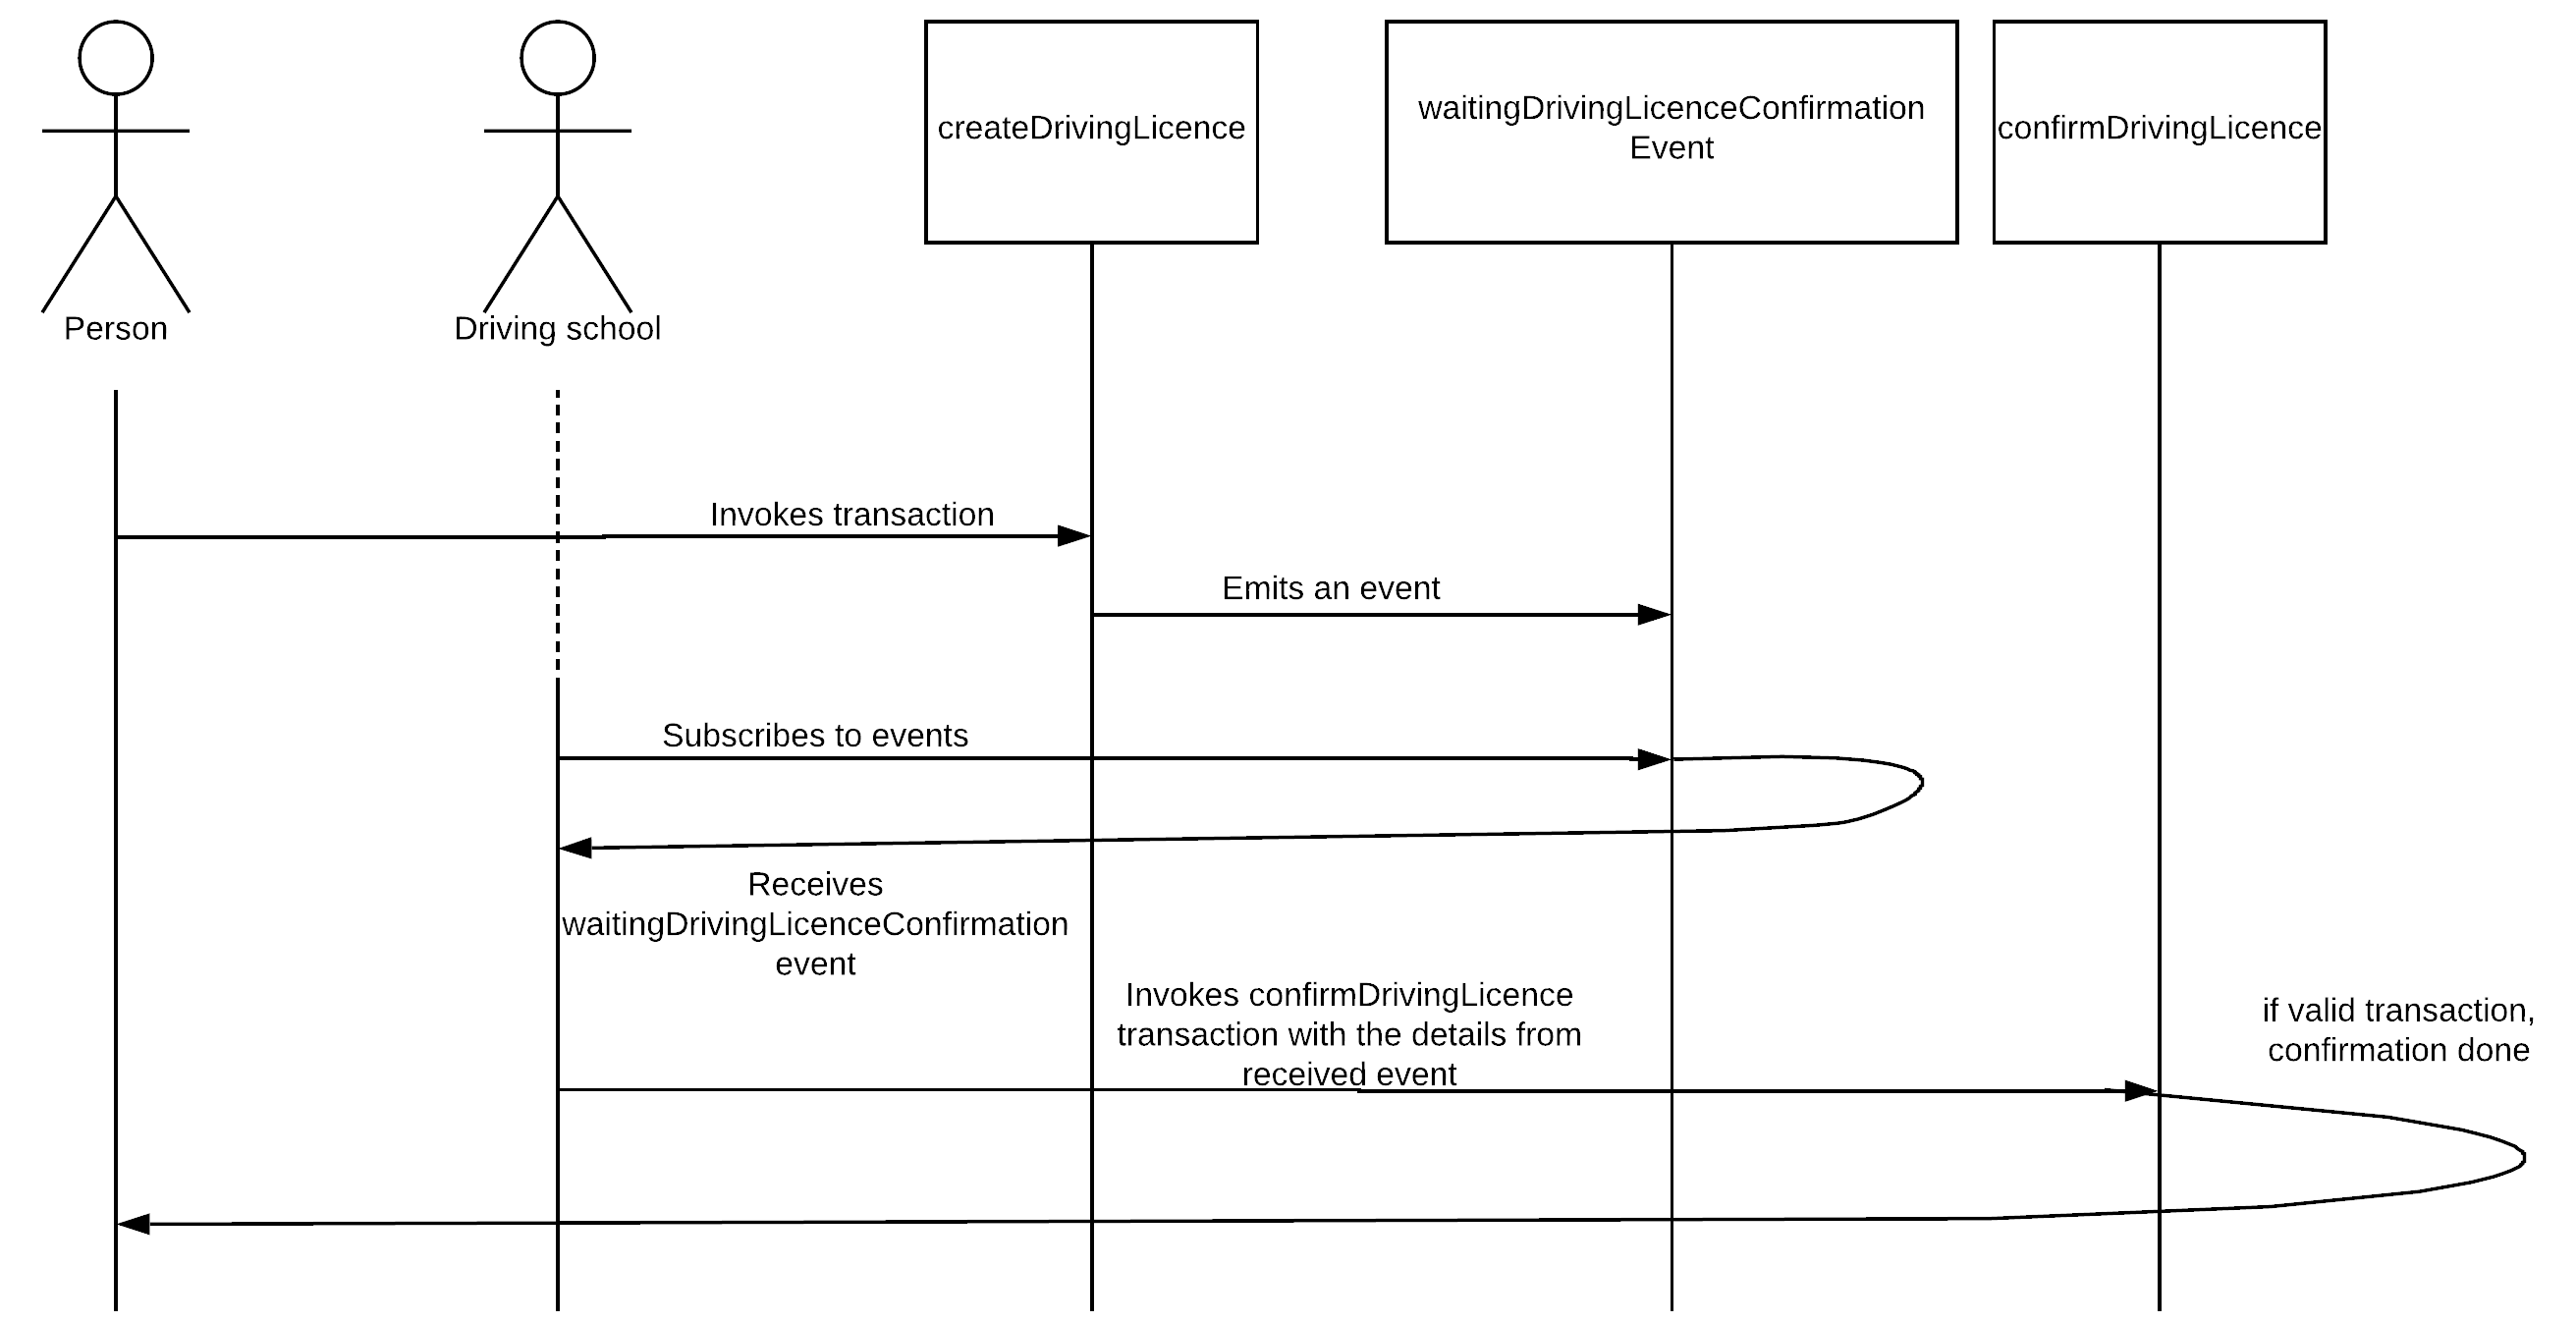 createDrivingLicence
waitingDrivingLicenceConfirmation
Event
confirmDrivingLicence
Person
Driving school
Invokes transaction
Emits an event
Subscribes to events
Receives
waitingDrivingLicenceConfirmation
event
Invokes confirmDrivingLicence
transaction with the details from
received event
if valid transaction,
confirmation done